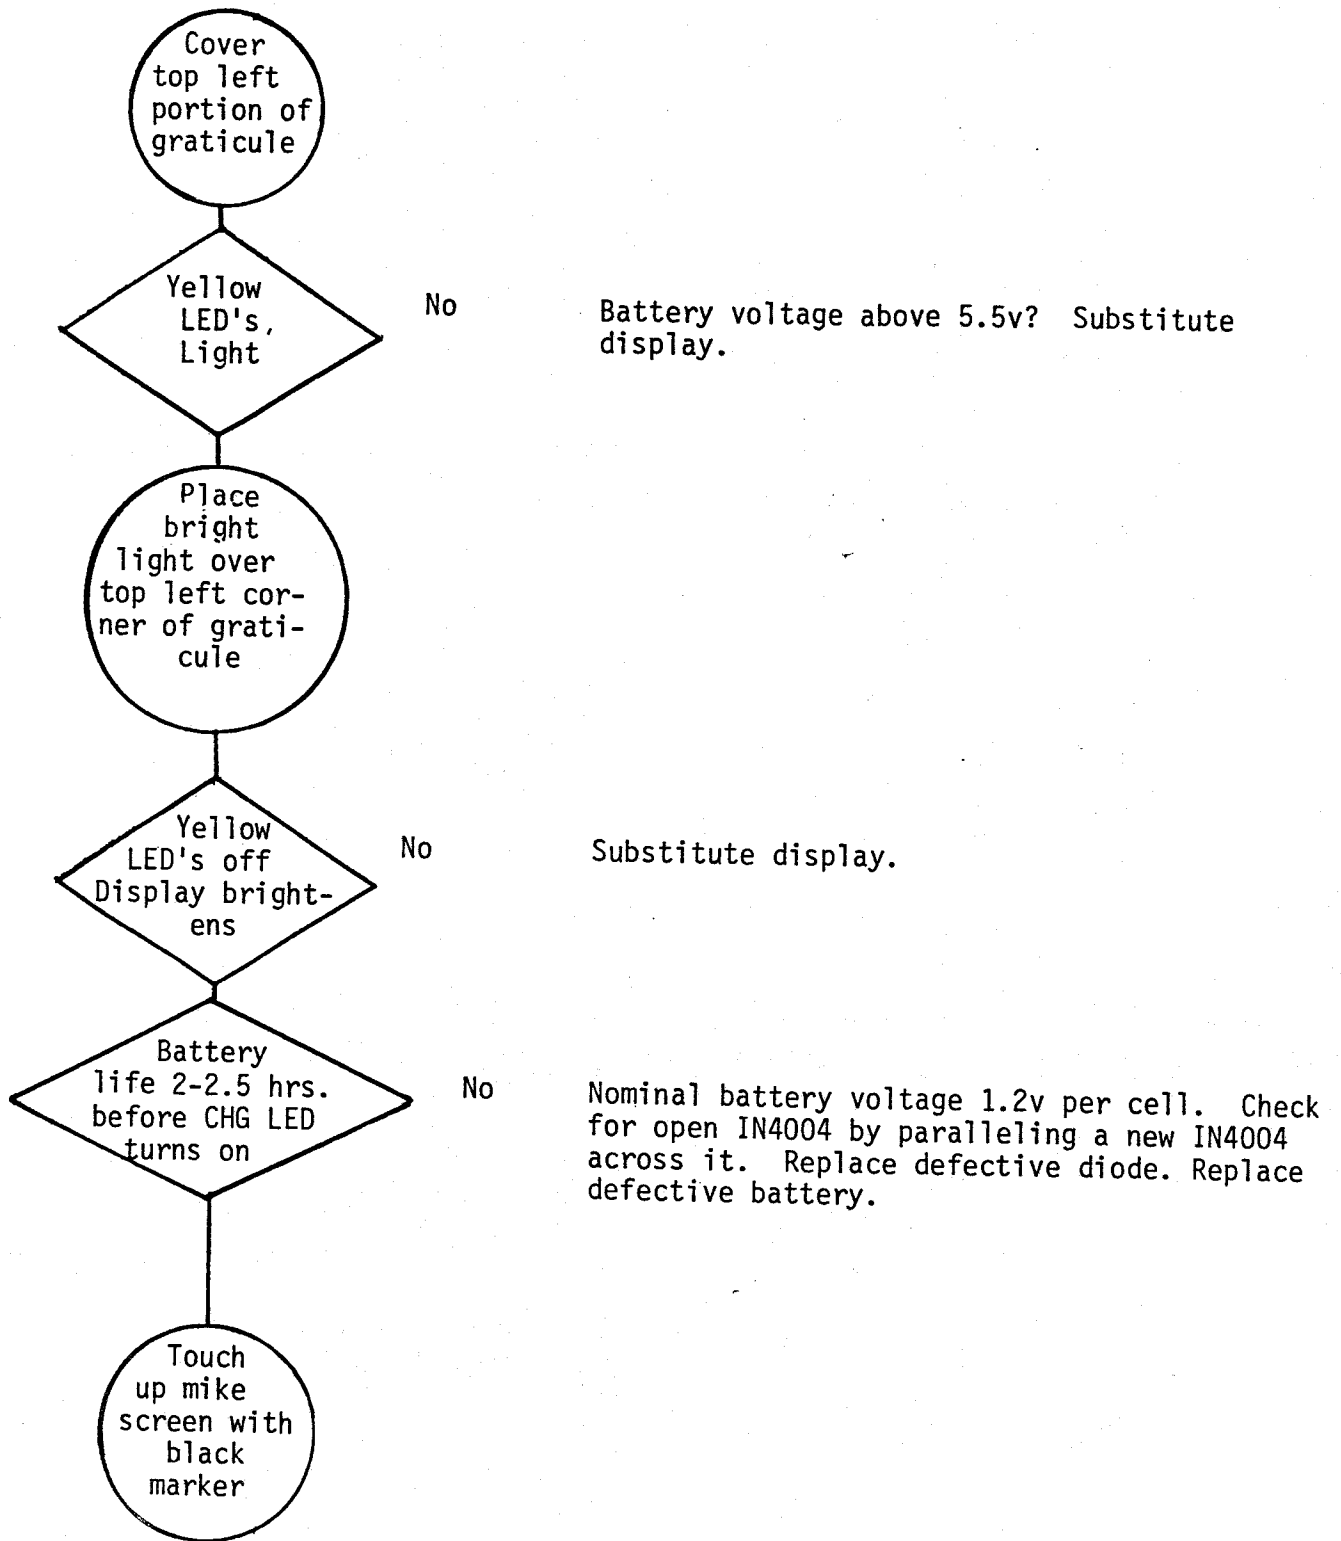 Cover
top left
portion of
graticule
Yellow
LED's,
Light
No
Battery voltage above 5.5v? Substitute
display.
Place
bright
light over
top left cor-
ner of grati-
cule
Yellow
LED's off
Display bright-
ens
No
Substitute display.
Battery
life 2-2.5 hrs.
before CHG LED
turns on
No
Nominal battery voltage 1.2v per cell. Check
for open IN4004 by paralleling a new IN4004
across it. Replace defective diode. Replace
defective battery.
Touch
up mike
screen with
black
marker